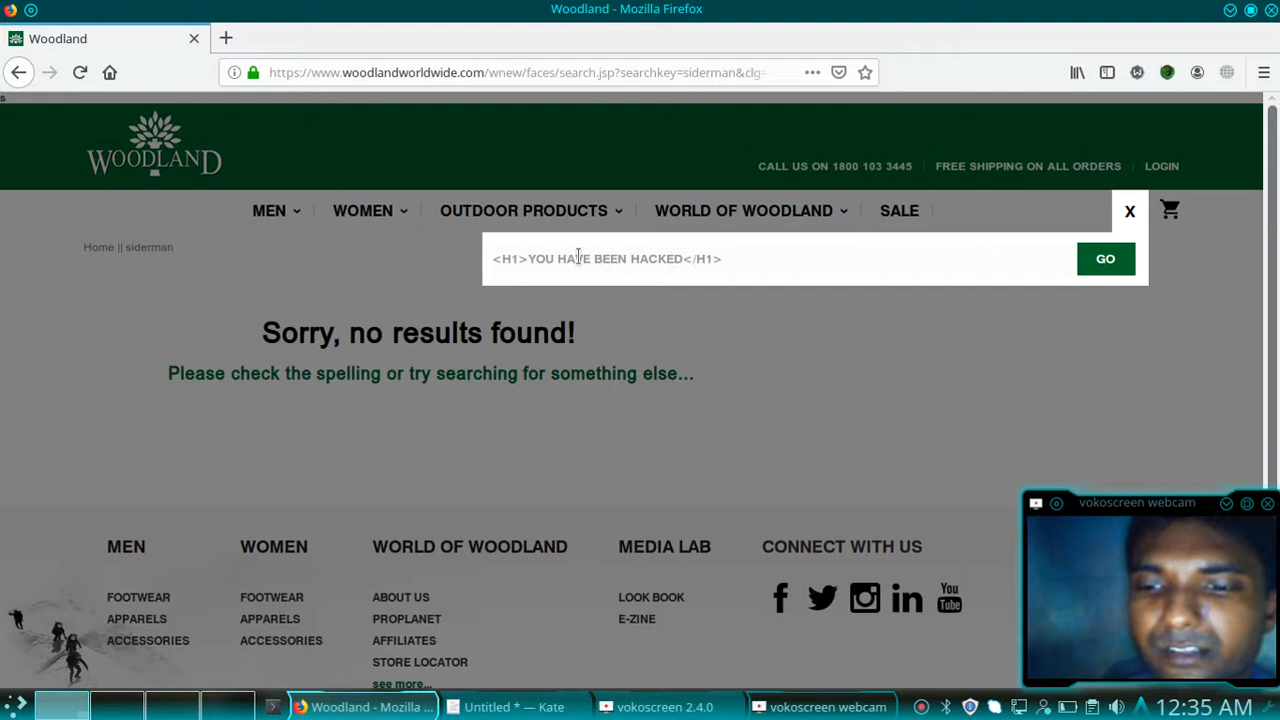 Woodland - Mozilla Firefox
Woodland
https://www.woodlandworldwide.com/wnew/faces/search.jsp?searchkey=siderman&clg=
s
WOODLAND
CALL US ON 1800 103 3445 FREE SHIPPING ON ALL ORDERS LOGIN
MEN WOMEN OUTDOOR PRODUCTS WORLD OF WOODLAND SALE X
Home || siderman
<H1>YOU HAVE BEEN HACKED</H1> GO
Sorry, no results found!
Please check the spelling or try searching for something else...
vokoscreen webcam
MEN
FOOTWEAR
APPARELS
ACCESSORIES
WOMEN
FOOTWEAR
APPARELS
ACCESSORIES
WORLD OF WOODLAND
ABOUT US
PROPLANET
AFFILIATES
STORE LOCATOR
see more...
MEDIA LAB
LOOK BOOK
E-ZINE
CONNECT WITH US
You Tube
Woodland - Mozilla ... Untitled * — Kate vokoscreen 2.4.0 vokoscreen webcam 12:35 AM